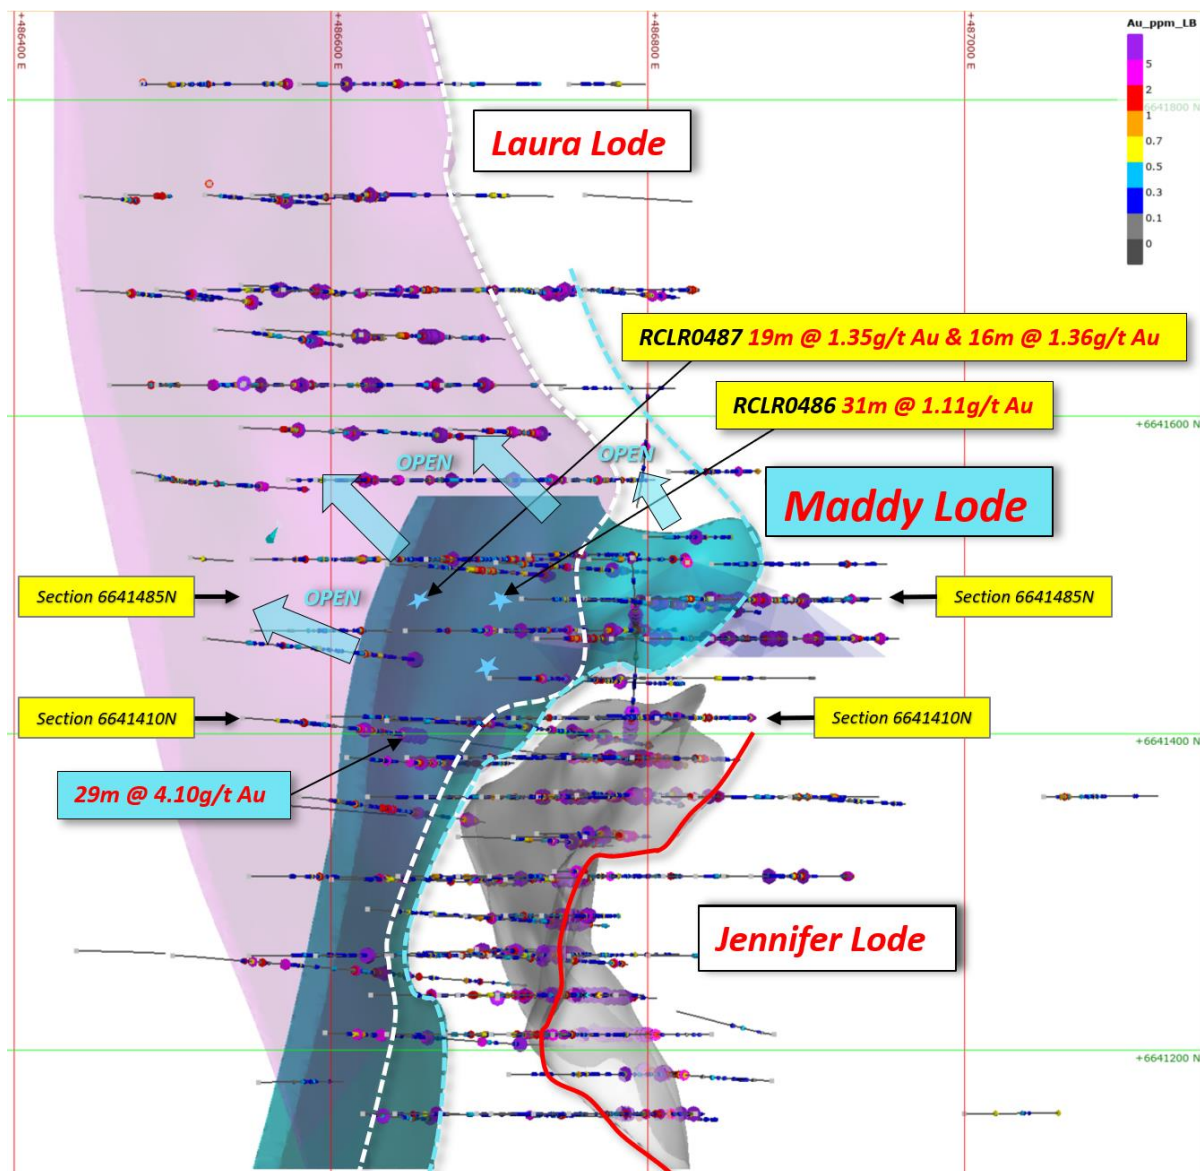 +486400 E
+486600 E
+486800 E
+487000 E
Au_ppm_LB
5
2
1
0.7
0.5
0.3
0.1
0
6641800 N
Laura Lode
RCLR0487 19m @ 1.35g/t Au & 16m @ 1.36g/t Au
RCLR0486 31m @ 1.11g/t Au
+6641600 N
OPEN
OPEN
Maddy Lode
Section 6641485N
OPEN
Section 6641485N
Section 6641410N
Section 6641410N
+6641400 N
29m @ 4.10g/t Au
Jennifer Lode
+6641200 N